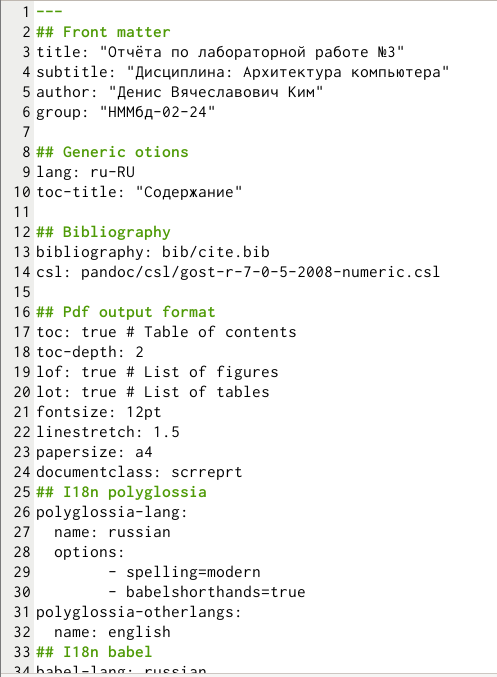 1 ---
2 ## Front matter
3 title: "Отчёта по лабораторной работе №3"
4 subtitle: "Дисциплина: Архитектура компьютера"
5 author: "Денис Вячеславович Ким"
6 group: "НММбд-02-24"
7
8 ## Generic otions
9 lang: ru-RU
10 toc-title: "Содержание"
11
12 ## Bibliography
13 bibliography: bib/cite.bib
14 csl: pandoc/csl/gost-r-7-0-5-2008-numeric.csl
15
16 ## Pdf output format
17 toc: true # Table of contents
18 toc-depth: 2
19 lof: true # List of figures
20 lot: true # List of tables
21 fontsize: 12pt
22 linestretch: 1.5
23 papersize: a4
24 documentclass: scrreprt
25 ## I18n polyglossia
26 polyglossia-lang:
27   name: russian
28   options:
29         - spelling=modern
30         - babelshorthands=true
31 polyglossia-otherlangs:
32   name: english
33 ## I18n babel
34 babel-lang: russian